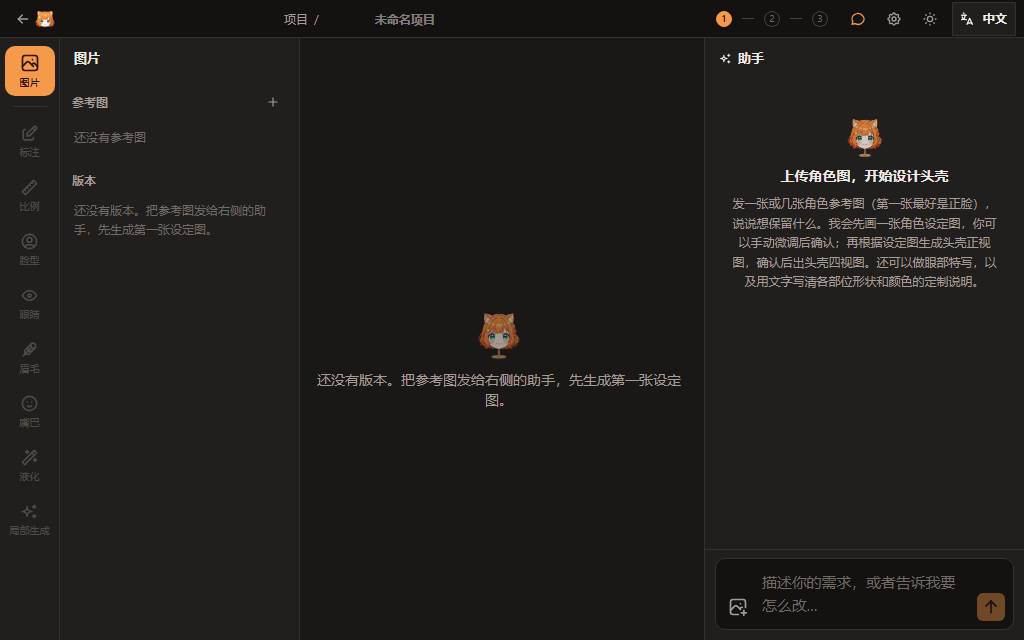 项目 /
未命名项目
1
2
3
中文
图片
标注
比例
脸型
眼睛
眉毛
嘴巴
液化
局部生成
图片
参考图
还没有参考图
版本
还没有版本。把参考图发给右侧的助
手，先生成第一张设定图。
还没有版本。把参考图发给右侧的助手，先生成第一张设定
图。
助手
上传角色图，开始设计头壳
发一张或几张角色参考图（第一张最好是正脸），
说说想保留什么。我会先画一张角色设定图，你可
以手动微调后确认；再根据设定图生成头壳正视
图，确认后出头壳四视图。还可以做眼部特写，以
及用文字写清各部位形状和颜色的定制说明。
描述你的需求，或者告诉我要
怎么改...